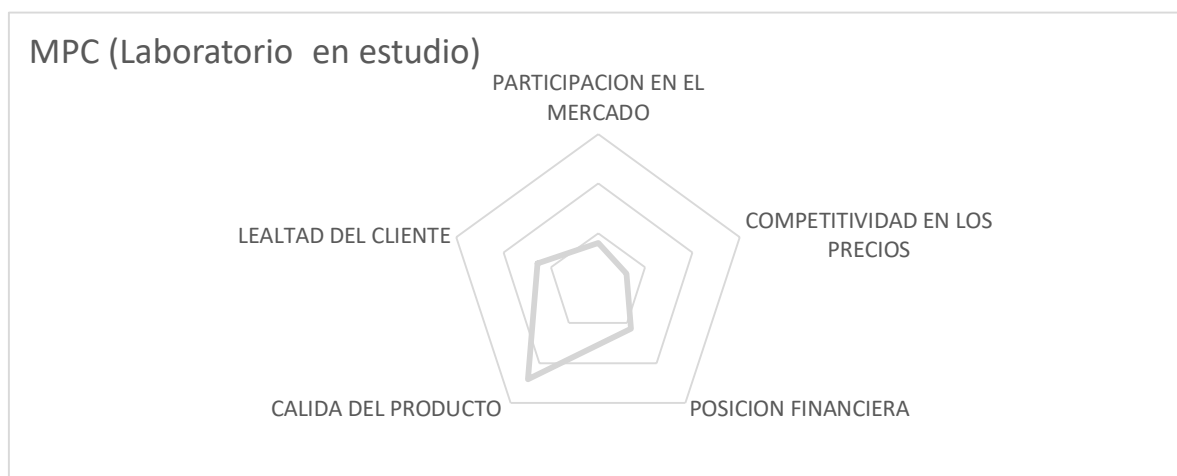 MPC (Laboratorio  en estudio)
PARTICIPACION EN EL
MERCADO
LEALTAD DEL CLIENTE
COMPETITIVIDAD EN LOS
PRECIOS
CALIDA DEL PRODUCTO
POSICION FINANCIERA